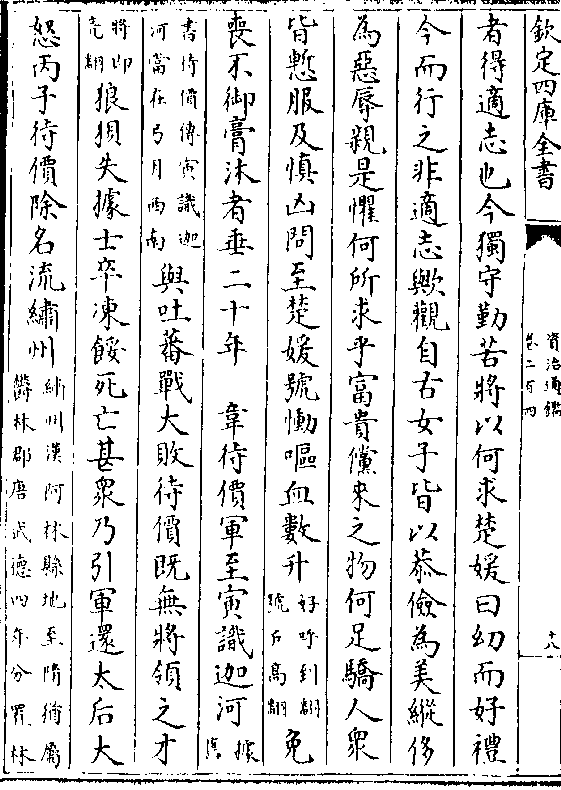 欽定四庫全書
資治通鑑
卷二百四
十八
者得適志也今獨守勤苦將以何求楚媛曰幼而好禮
今而行之非適志歟觀自古女子皆以恭儉為美縱侈
為惡辱親是懼何所求乎富貴儻來之物何足驕人衆
皆慙服及慎凶問至楚媛號慟嘔血數升好呼到翻號户高翻免
喪不御膏沐者垂二十年　韋待價軍至寅識迦河據舊
書待價傳寅識迦河當在弓月西南與吐蕃戰大敗待價既無將領之才
將即亮翻狼狽失據士卒凍餒死亡甚衆乃引軍還太后大
怒丙子待價除名流繡州繡州漢阿林縣地至隋猶屬鬱林郡唐武德四年分置林